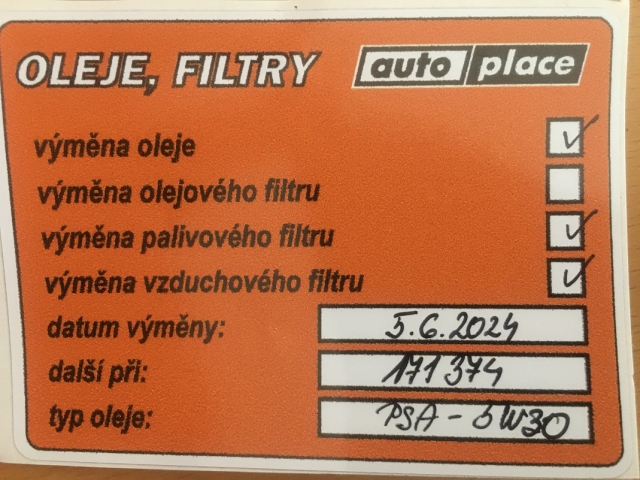 OLEJE, FILTRY auto place
výměna oleje ✓
výměna olejového filtru
výměna palivového filtru ✓
výměna vzduchového filtru ✓
datum výměny: 5.6.2024
další při: 171 374
typ oleje: PSA - 5W30